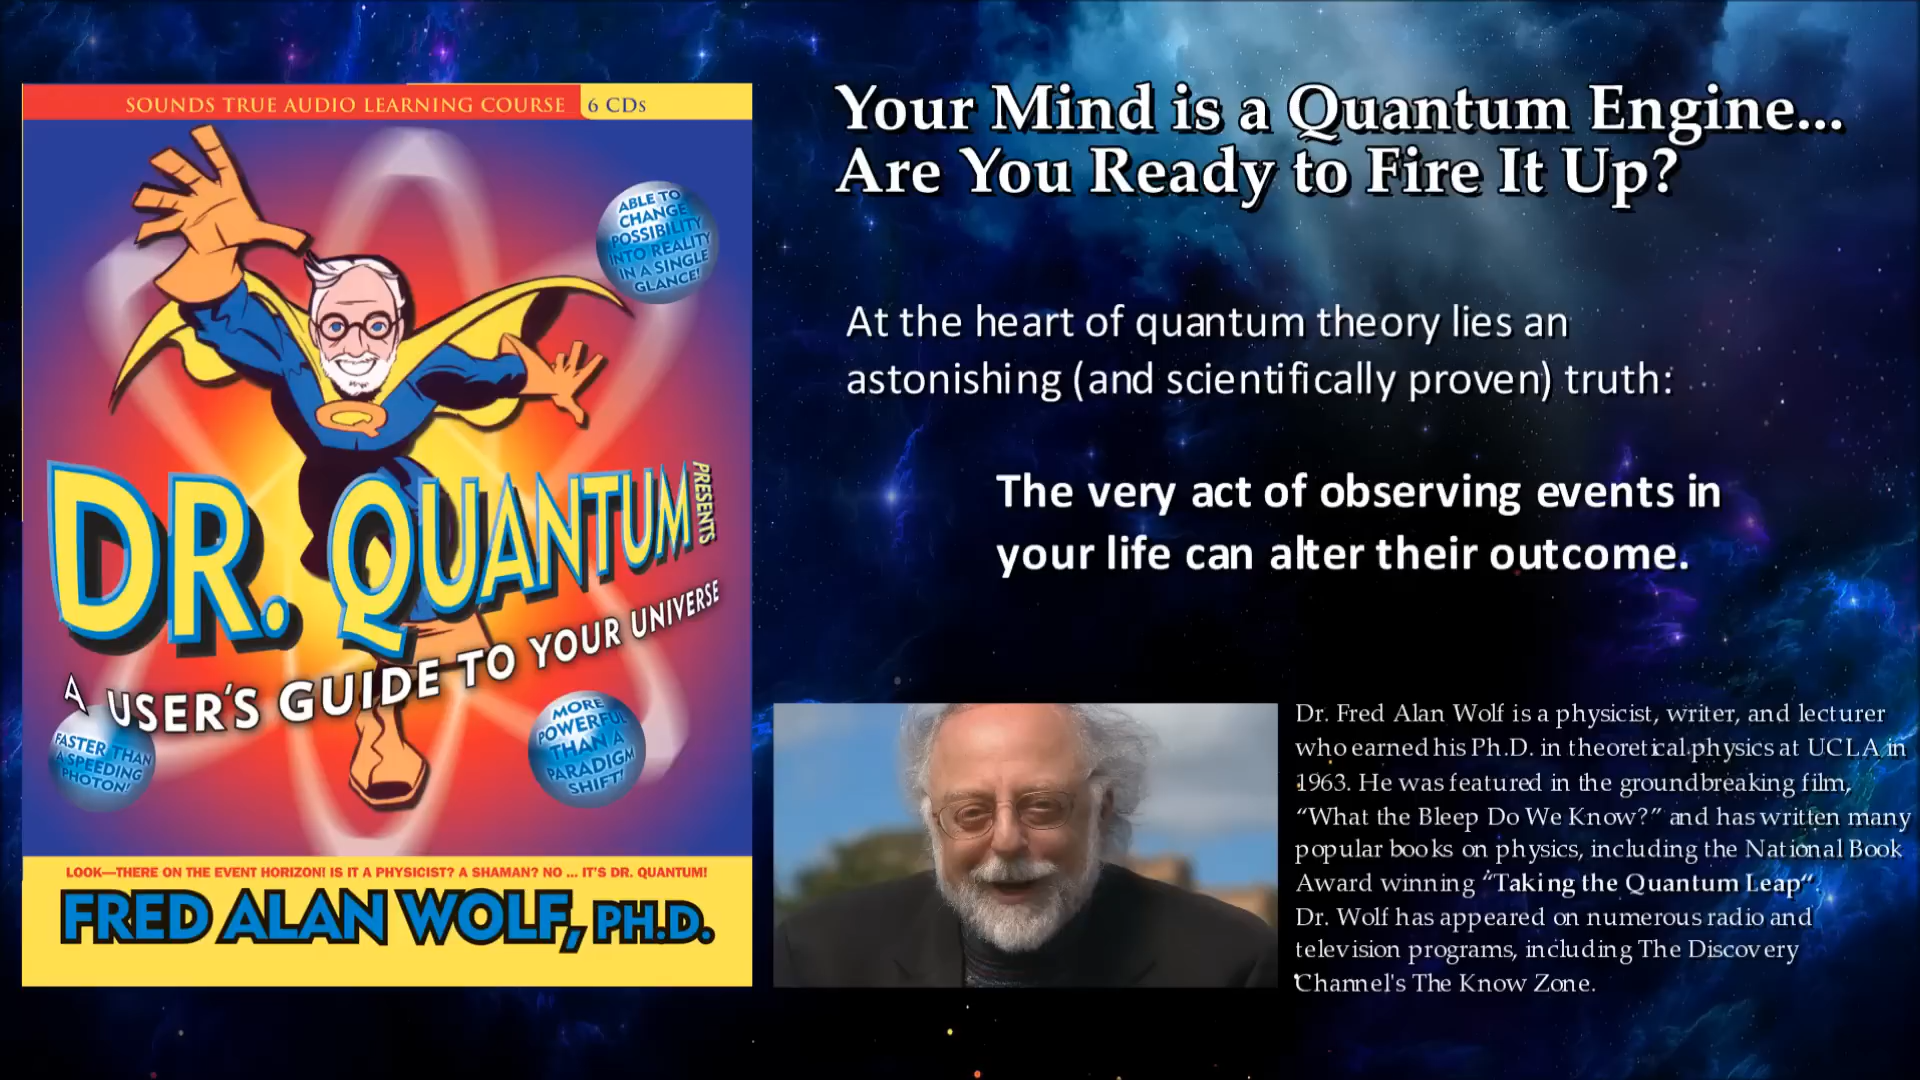 SOUNDS TRUE AUDIO LEARNING COURSE 6 CDs
ABLE TO
CHANGE
POSSIBILITY
INTO REALITY
IN A SINGLE
GLANCE!
Q
DR. QUANTUM
PRESENTS
A USER'S GUIDE TO YOUR UNIVERSE
FASTER THAN
A SPEEDING
PHOTON!
MORE
POWERFUL
THAN A
PARADIGM
SHIFT!
LOOK—THERE ON THE EVENT HORIZON! IS IT A PHYSICIST? A SHAMAN? NO ... IT'S DR. QUANTUM!
FRED ALAN WOLF, PH.D.
Your Mind is a Quantum Engine...
Are You Ready to Fire It Up?
At the heart of quantum theory lies an
astonishing (and scientifically proven) truth:
The very act of observing events in
your life can alter their outcome.
Dr. Fred Alan Wolf is a physicist, writer, and lecturer
who earned his Ph.D. in theoretical physics at UCLA in
1963. He was featured in the groundbreaking film,
“What the Bleep Do We Know?” and has written many
popular books on physics, including the National Book
Award winning “Taking the Quantum Leap“.
Dr. Wolf has appeared on numerous radio and
television programs, including The Discovery
Channel's The Know Zone.